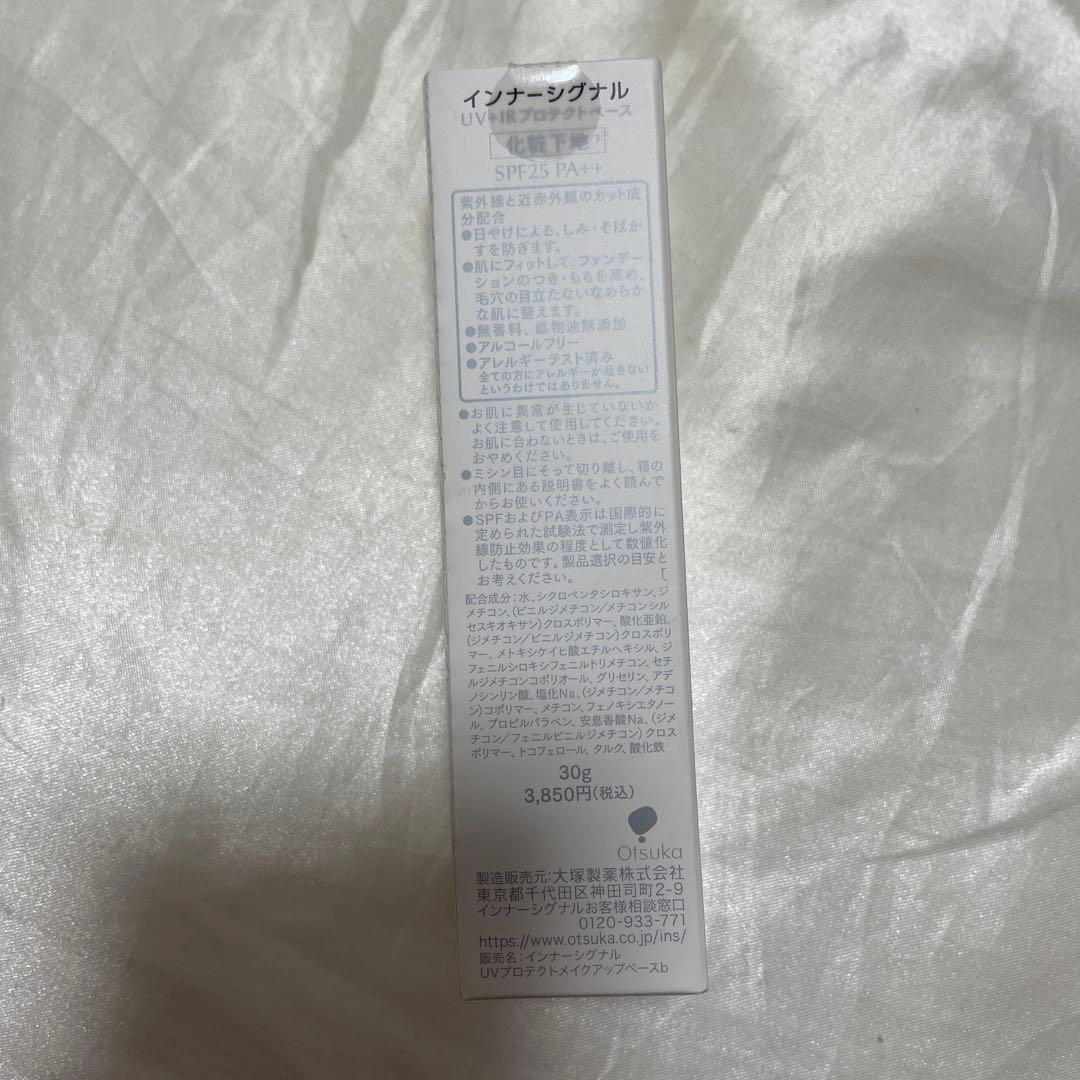 インナーシグナル
UV+IRプロテクトベース
化粧下地
SPF25 PA++
紫外線と近赤外線のカット成
分配合
●日やけによる、しみ・そばか
すを防ぎます。
●肌にフィットして、ファンデー
ションのつき・もちを高め、
毛穴の目立たないなめらか
な肌に整えます。
●無香料、鉱物油無添加
●アルコールフリー
●アレルギーテスト済み
全ての方にアレルギーが起きない
というわけではありません。
●お肌に異常が生じていないか
よく注意して使用してください。
お肌に合わないときは、ご使用を
おやめください。
●ミシン目にそって切り離し、箱の
内側にある説明書をよく読んで
からお使いください。
●SPFおよびPA表示は国際的に
定められた試験法で測定し紫外
線防止効果の程度として数値化
したものです。製品選択の目安と
お考えください。
配合成分:水、シクロペンタシロキサン、ジ
メチコン、(ビニルジメチコン/メチコンシル
セスキオキサン)クロスポリマー、酸化亜鉛、
(ジメチコン/ビニルジメチコン)クロスポリ
マー、メトキシケイヒ酸エチルヘキシル、ジ
フェニルシロキシフェニルトリメチコン、セチ
ルジメチコンコポリオール、グリセリン、アデ
ノシンリン酸、塩化Na、(ジメチコン/メチコ
ン)コポリマー、メチコン、フェノキシエタノー
ル、プロピルパラベン、安息香酸Na、(ジメ
チコン/フェニルビニルジメチコン)クロス
ポリマー、トコフェロール、タルク、酸化鉄
30g
3,850円(税込)
Otsuka
製造販売元:大塚製薬株式会社
東京都千代田区神田司町2-9
インナーシグナルお客様相談窓口
0120-933-771
https://www.otsuka.co.jp/ins/
販売名:インナーシグナル
UVプロテクトメイクアップベースb